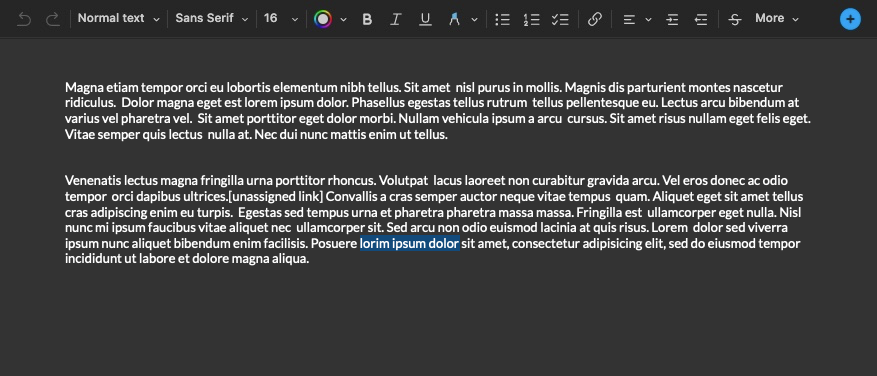 Normal text Sans Serif 16 B I U S More
Magna etiam tempor orci eu lobortis elementum nibh tellus. Sit amet  nisl purus in mollis. Magnis dis parturient montes nascetur
ridiculus.  Dolor magna eget est lorem ipsum dolor. Phasellus egestas tellus rutrum  tellus pellentesque eu. Lectus arcu bibendum at
varius vel pharetra vel.  Sit amet porttitor eget dolor morbi. Nullam vehicula ipsum a arcu  cursus. Sit amet risus nullam eget felis eget.
Vitae semper quis lectus  nulla at. Nec dui nunc mattis enim ut tellus.
Venenatis lectus magna fringilla urna porttitor rhoncus. Volutpat  lacus laoreet non curabitur gravida arcu. Vel eros donec ac odio
tempor  orci dapibus ultrices.[unassigned link] Convallis a cras semper auctor neque vitae tempus  quam. Aliquet eget sit amet tellus
cras adipiscing enim eu turpis.  Egestas sed tempus urna et pharetra pharetra massa massa. Fringilla est  ullamcorper eget nulla. Nisl
nunc mi ipsum faucibus vitae aliquet nec  ullamcorper sit. Sed arcu non odio euismod lacinia at quis risus. Lorem  dolor sed viverra
ipsum nunc aliquet bibendum enim facilisis. Posuere lorim ipsum dolor sit amet, consectetur adipisicing elit, sed do eiusmod tempor
incididunt ut labore et dolore magna aliqua.